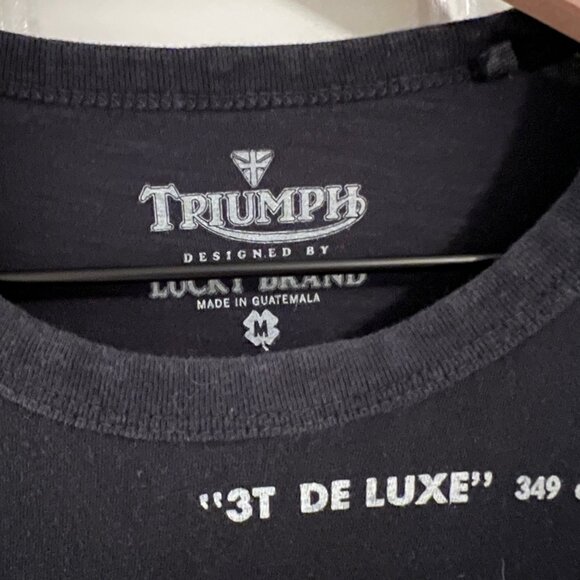 TRIUMPH
DESIGNED BY
LUCKY BRAND
MADE IN GUATEMALA
M
"3T DE LUXE" 349